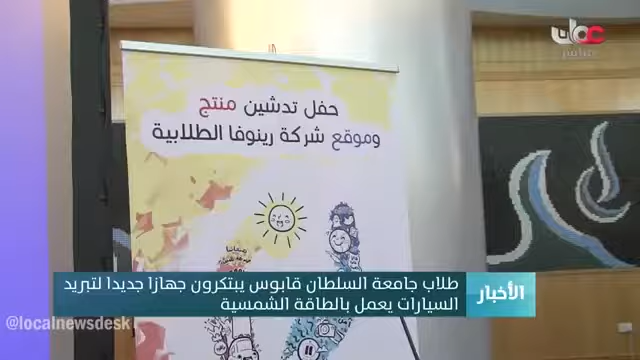 عمان
مباشر
حفل تدشين منتج
وموقع شركة رينوفا الطلابية
الأخبار
طلاب جامعة السلطان قابوس يبتكرون جهازا جديدا لتبريد
السيارات يعمل بالطاقة الشمسية
@localnewsdesk